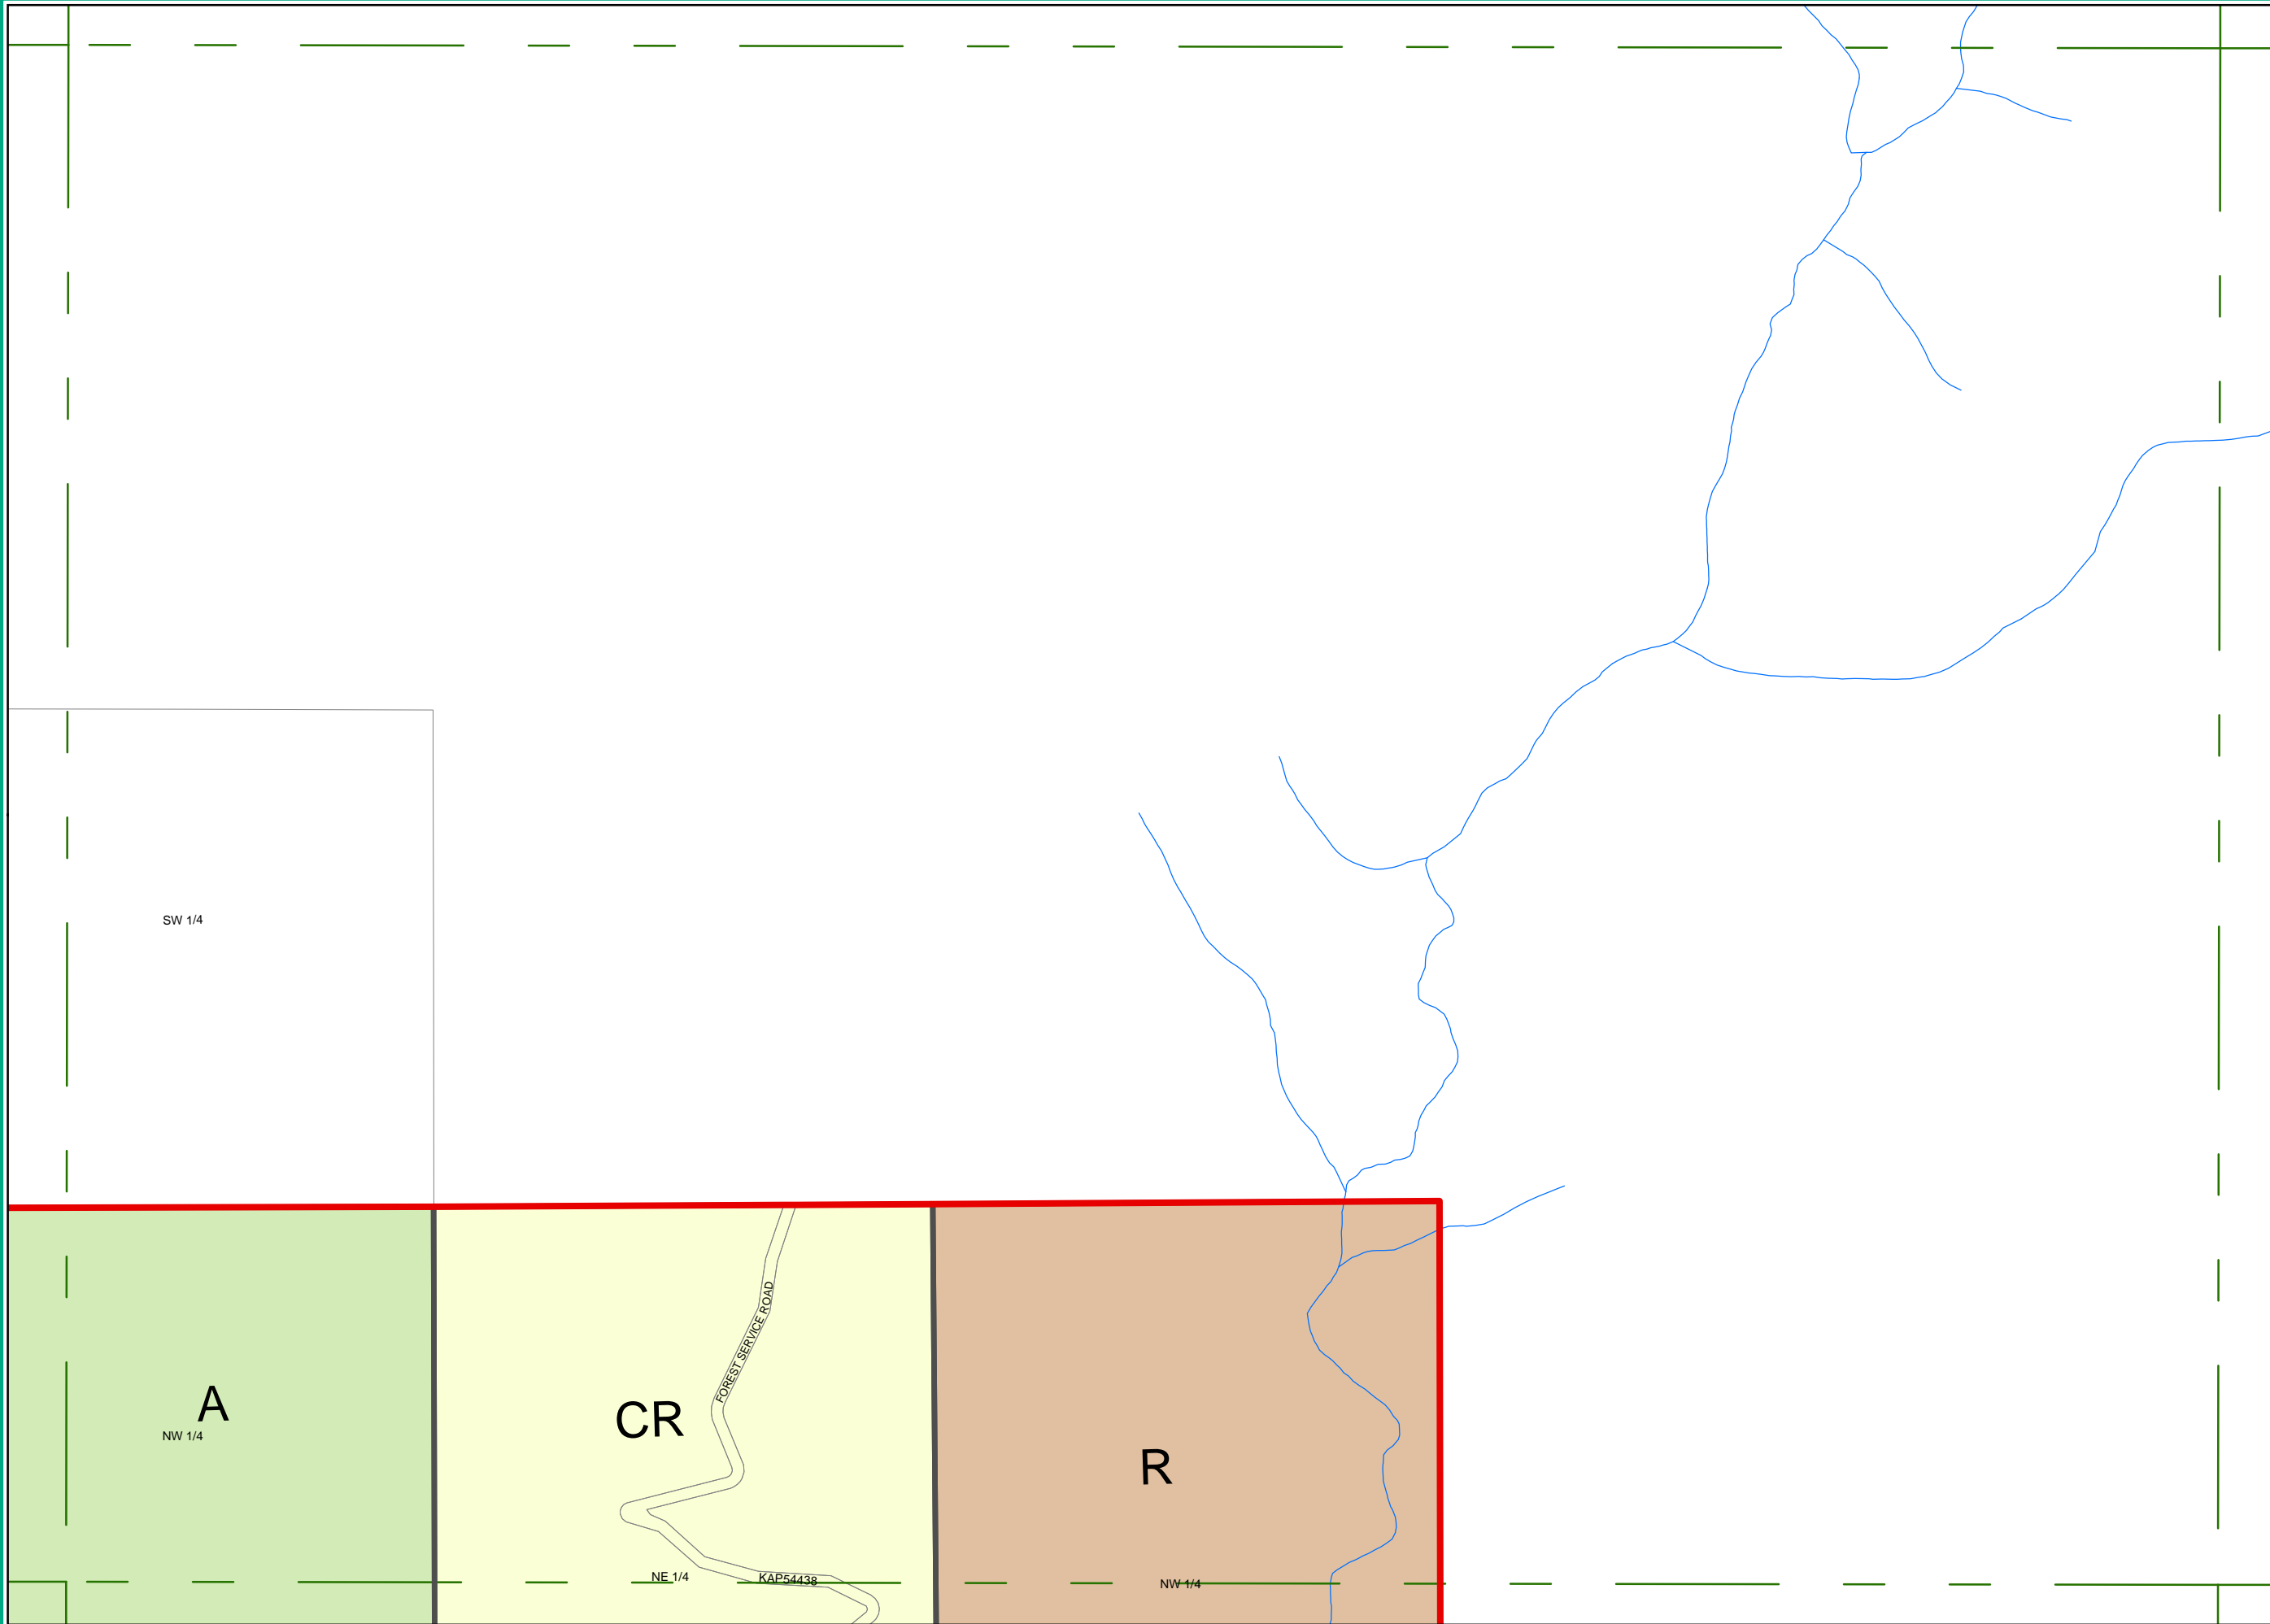 SW 1/4
FOREST SERVICE ROAD
A
CR
NW 1/4
R
NE 1/4
KAP54438
NW 1/4